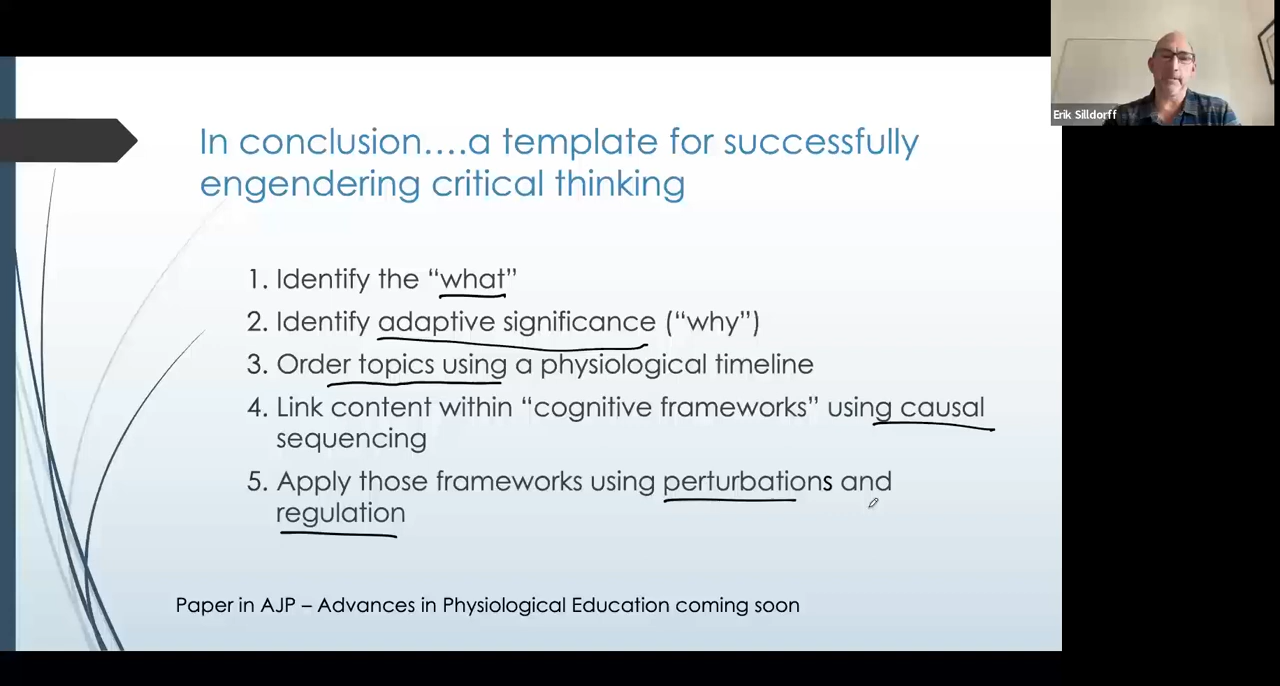 Erik Silldorff
In conclusion....a template for successfully
engendering critical thinking
1. Identify the “what”
2. Identify adaptive significance (“why”)
3. Order topics using a physiological timeline
4. Link content within “cognitive frameworks” using causal
sequencing
5. Apply those frameworks using perturbations and
regulation
Paper in AJP – Advances in Physiological Education coming soon